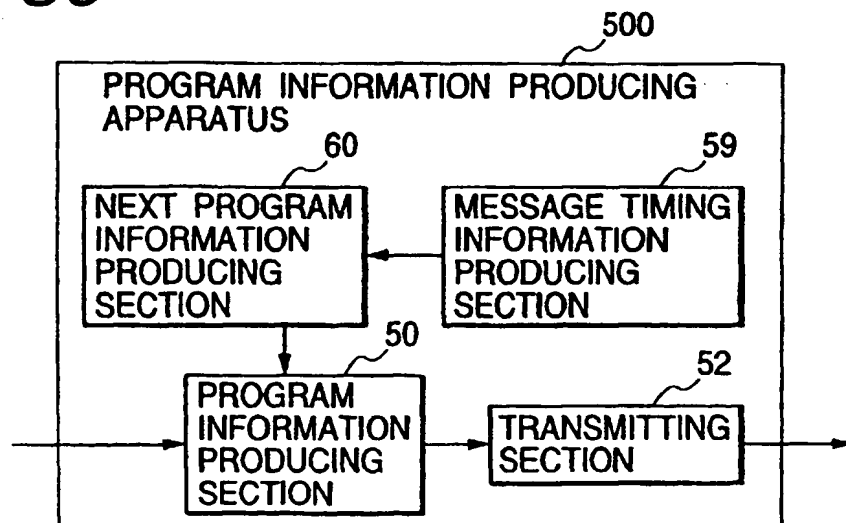 500
PROGRAM INFORMATION PRODUCING
APPARATUS
60
59
NEXT PROGRAM
INFORMATION
PRODUCING
SECTION
MESSAGE TIMING
INFORMATION
PRODUCING
SECTION
50
52
PROGRAM
INFORMATION
PRODUCING
SECTION
TRANSMITTING
SECTION